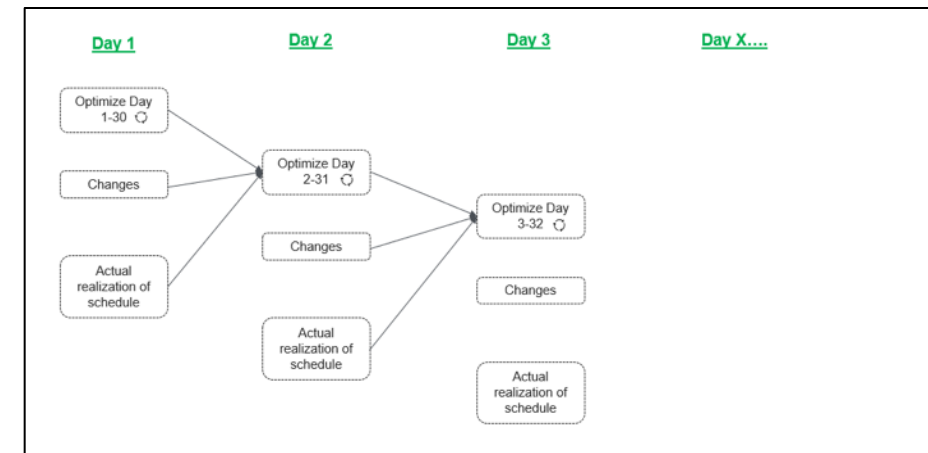 Day 1
Day 2
Day 3
Day X....
Optimize Day
1-30
Changes
Actual
realization of
schedule
Optimize Day
2-31
Changes
Actual
realization of
schedule
Optimize Day
3-32
Changes
Actual
realization of
schedule